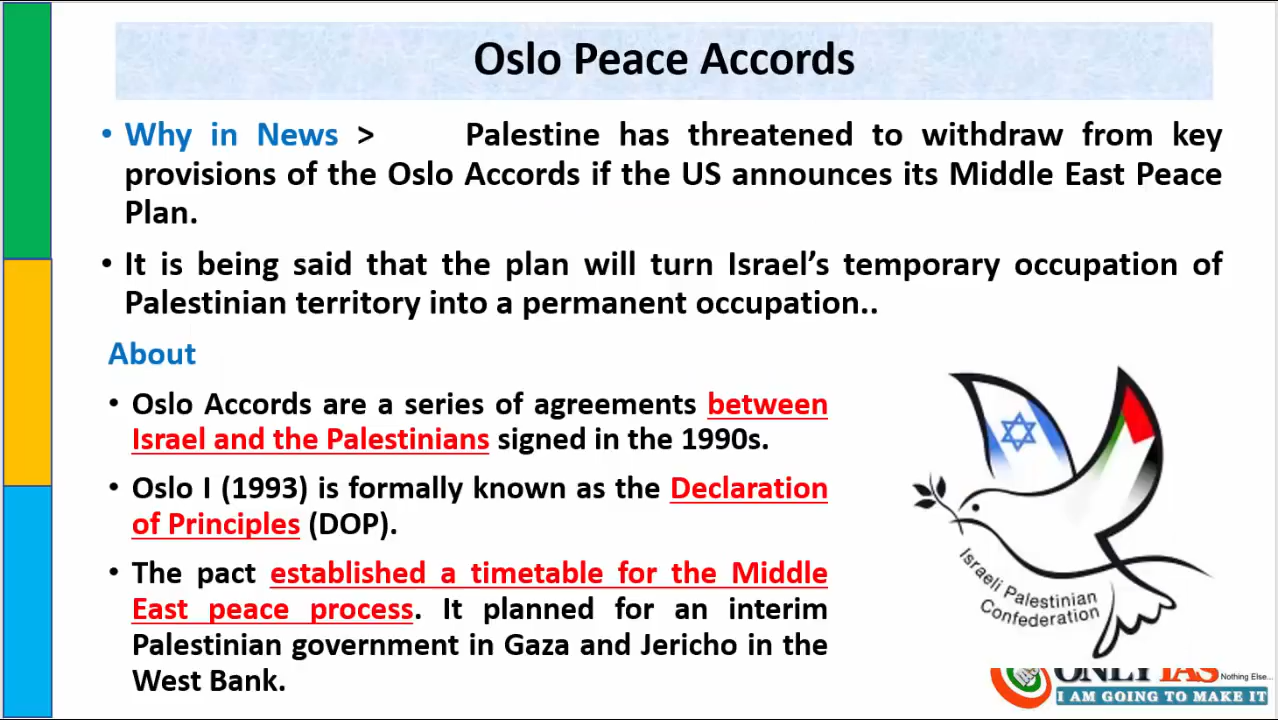 Oslo Peace Accords
• Why in News > Palestine has threatened to withdraw from key
provisions of the Oslo Accords if the US announces its Middle East Peace
Plan.
• It is being said that the plan will turn Israel’s temporary occupation of
Palestinian territory into a permanent occupation..
About
• Oslo Accords are a series of agreements between
Israel and the Palestinians signed in the 1990s.
• Oslo I (1993) is formally known as the Declaration
of Principles (DOP).
• The pact established a timetable for the Middle
East peace process. It planned for an interim
Palestinian government in Gaza and Jericho in the
West Bank.
Israeli Palestinian
Confederation
ONLY IAS
Nothing Else...
I AM GOING TO MAKE IT